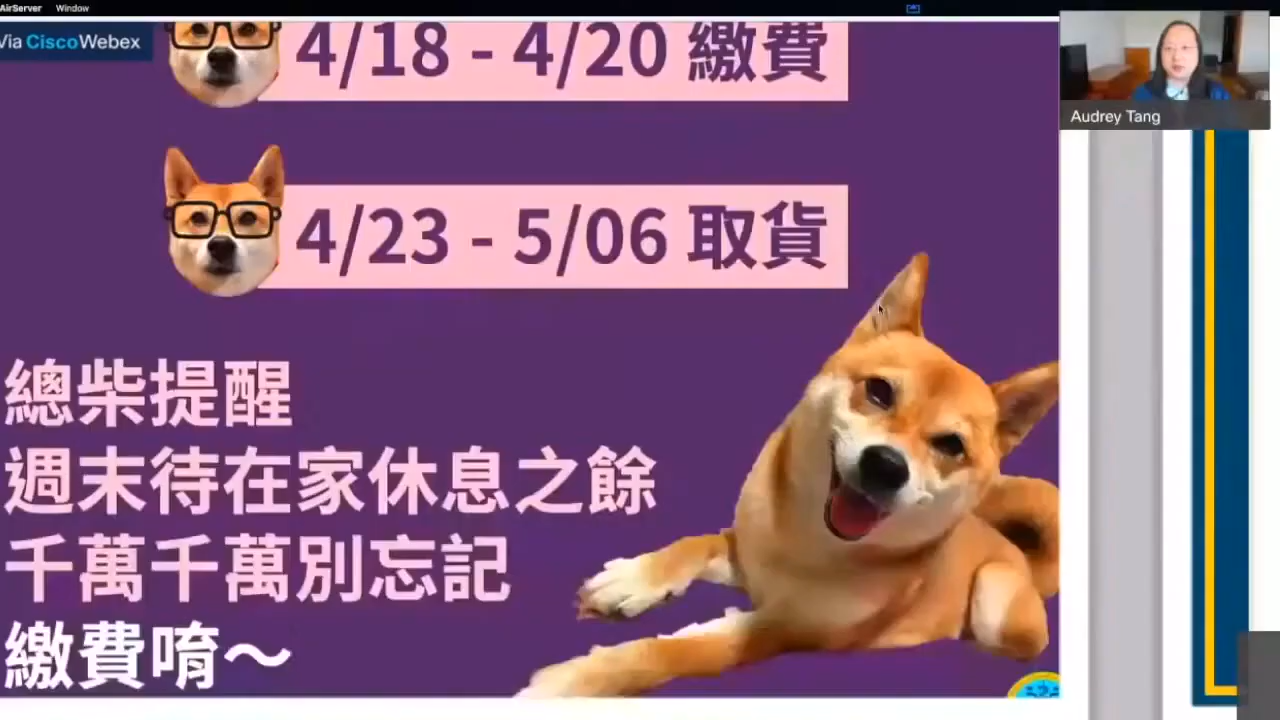 AirServer Window
Via CiscoWebex
4/18 - 4/20 繳費
Audrey Tang
4/23 - 5/06 取貨
總柴提醒
週末待在家休息之餘
千萬千萬別忘記
繳費唷～